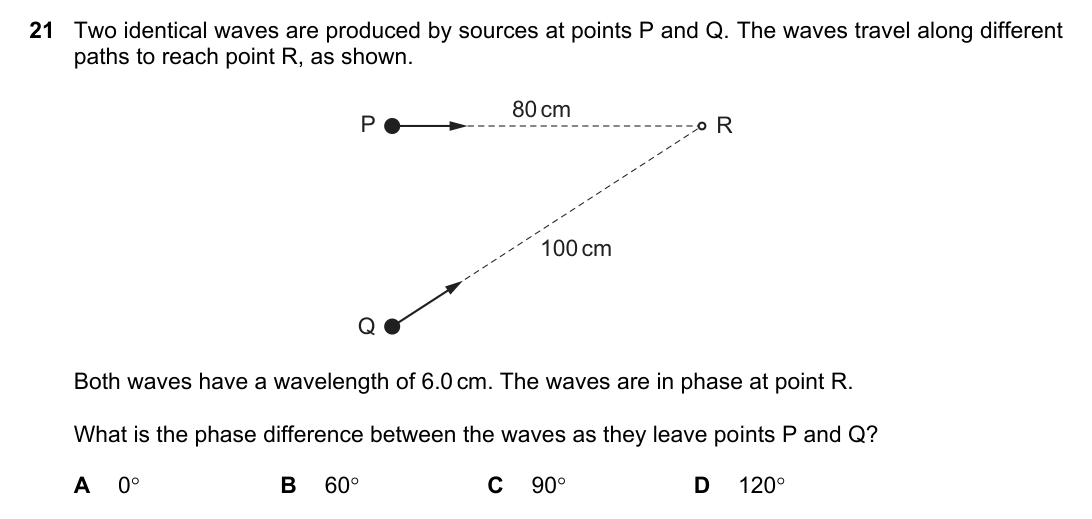 21 Two identical waves are produced by sources at points P and Q. The waves travel along different
paths to reach point R, as shown.
80 cm
P
R
100 cm
Q
Both waves have a wavelength of 6.0 cm. The waves are in phase at point R.
What is the phase difference between the waves as they leave points P and Q?
A 0° B 60° C 90° D 120°